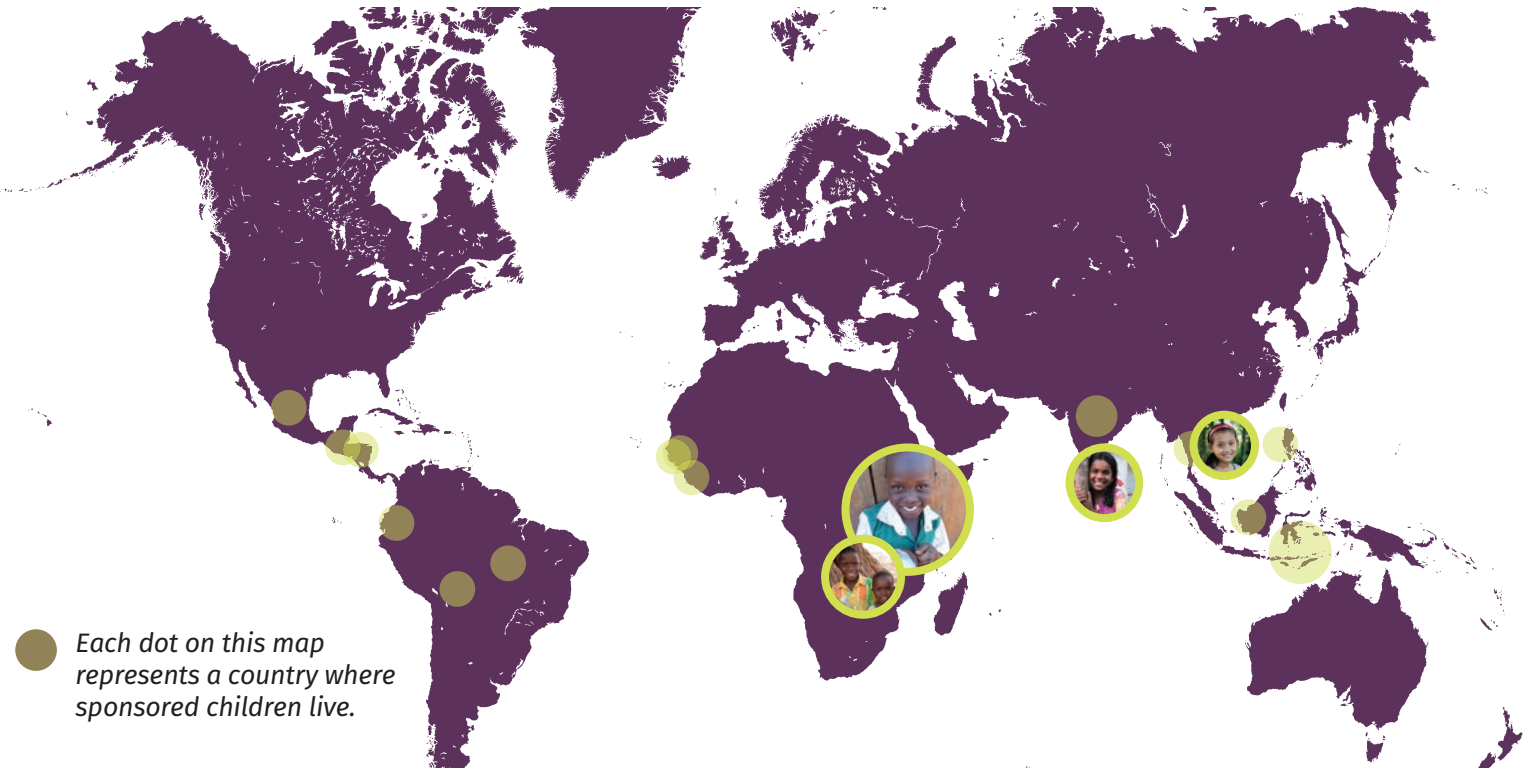 Each dot on this map
represents a country where
sponsored children live.